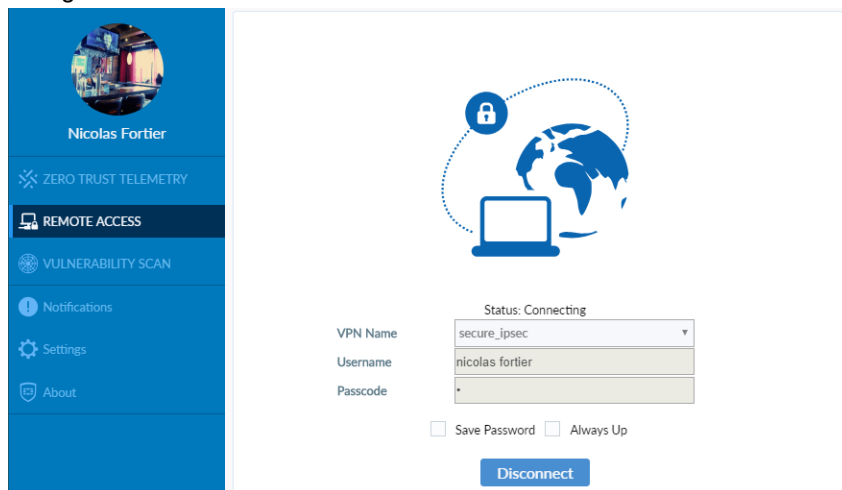 Nicolas Fortier
ZERO TRUST TELEMETRY
REMOTE ACCESS
VULNERABILITY SCAN
Notifications
Settings
About
Status: Connecting
VPN Name secure_ipsec
Username nicolas fortier
Passcode •
Save Password Always Up
Disconnect